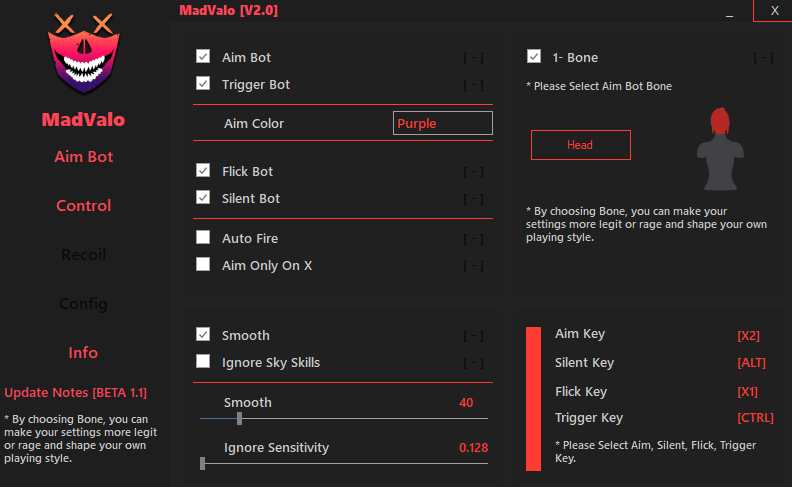 MadValo [V2.0]
_
X
MadValo
Aim Bot
Control
Recoil
Config
Info
Update Notes [BETA 1.1]
* By choosing Bone, you can
make your settings more legit
or rage and shape your own
playing style.
Aim Bot [ - ]
Trigger Bot [ - ]
Aim Color Purple
Flick Bot [ - ]
Silent Bot [ - ]
Auto Fire [ - ]
Aim Only On X [ - ]
1- Bone [ - ]
* Please Select Aim Bot Bone
Head
* By choosing Bone, you can make your
settings more legit or rage and shape your own
playing style.
Smooth [ - ]
Ignore Sky Skills [ - ]
Smooth 40
Ignore Sensitivity 0.128
Aim Key [X2]
Silent Key [ALT]
Flick Key [X1]
Trigger Key [CTRL]
* Please Select Aim, Silent, Flick, Trigger
Key.